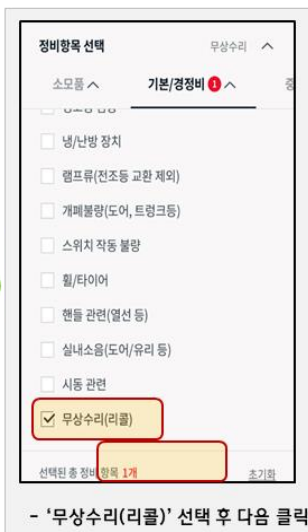 정비항목 선택 무상수리
소모품 기본/경정비 1
냉/난방 장치
램프류(전조등 교환 제외)
개폐불량(도어, 트렁크등)
스위치 작동 불량
휠/타이어
핸들 관련(열선 등)
실내소음(도어/유리 등)
시동 관련
무상수리(리콜)
선택된 총 정비 항목 1개 초기화
- ‘무상수리(리콜)’ 선택 후 다음 클릭